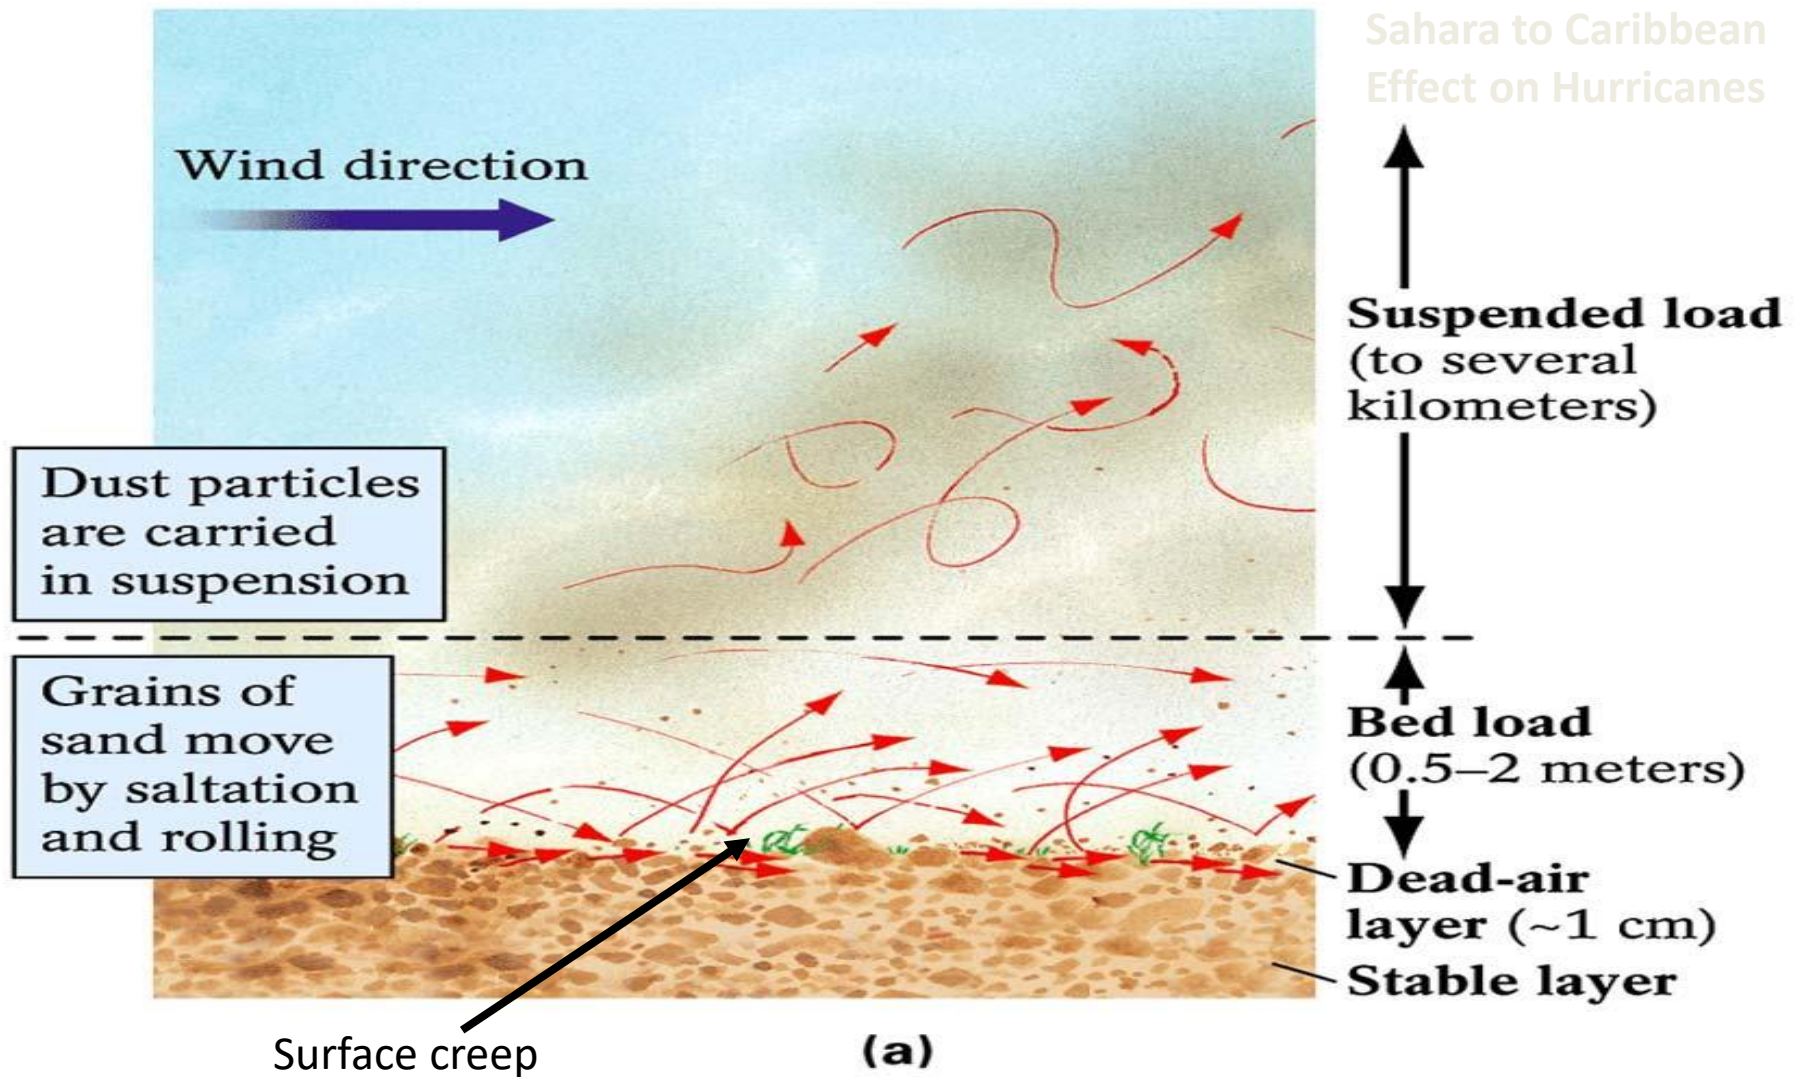 Sahara to Caribbean
Effect on Hurricanes
Wind direction
Suspended load
(to several
kilometers)
Dust particles
are carried
in suspension
Grains of
sand move
by saltation
and rolling
Bed load
(0.5–2 meters)
Dead-air
layer (~1 cm)
Stable layer
Surface creep
(a)